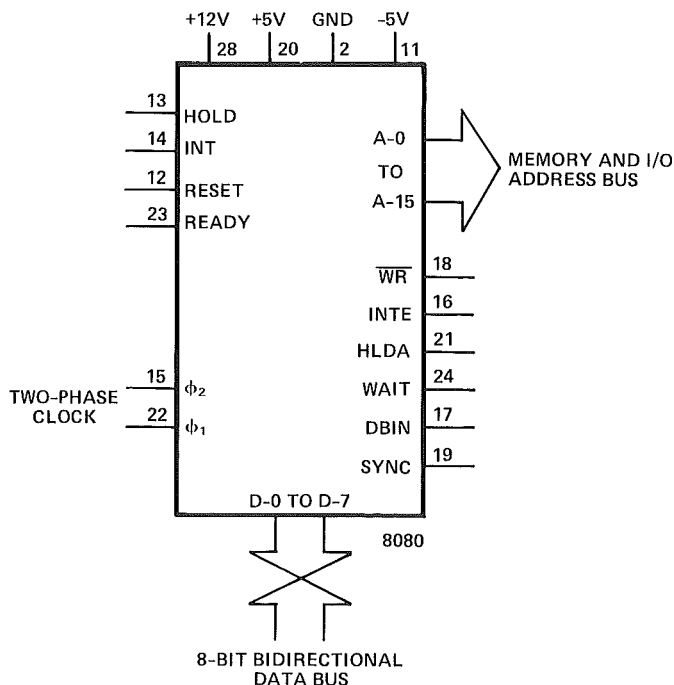 +12V +5V GND -5V
28 20 2 11
13 HOLD
14 INT
12 RESET
23 READY
A-0
TO
A-15
MEMORY AND I/O
ADDRESS BUS
WR 18
INTE 16
HLDA 21
WAIT 24
DBIN 17
SYNC 19
TWO-PHASE
CLOCK
15 ϕ2
22 ϕ1
D-0 TO D-7
8080
8-BIT BIDIRECTIONAL
DATA BUS